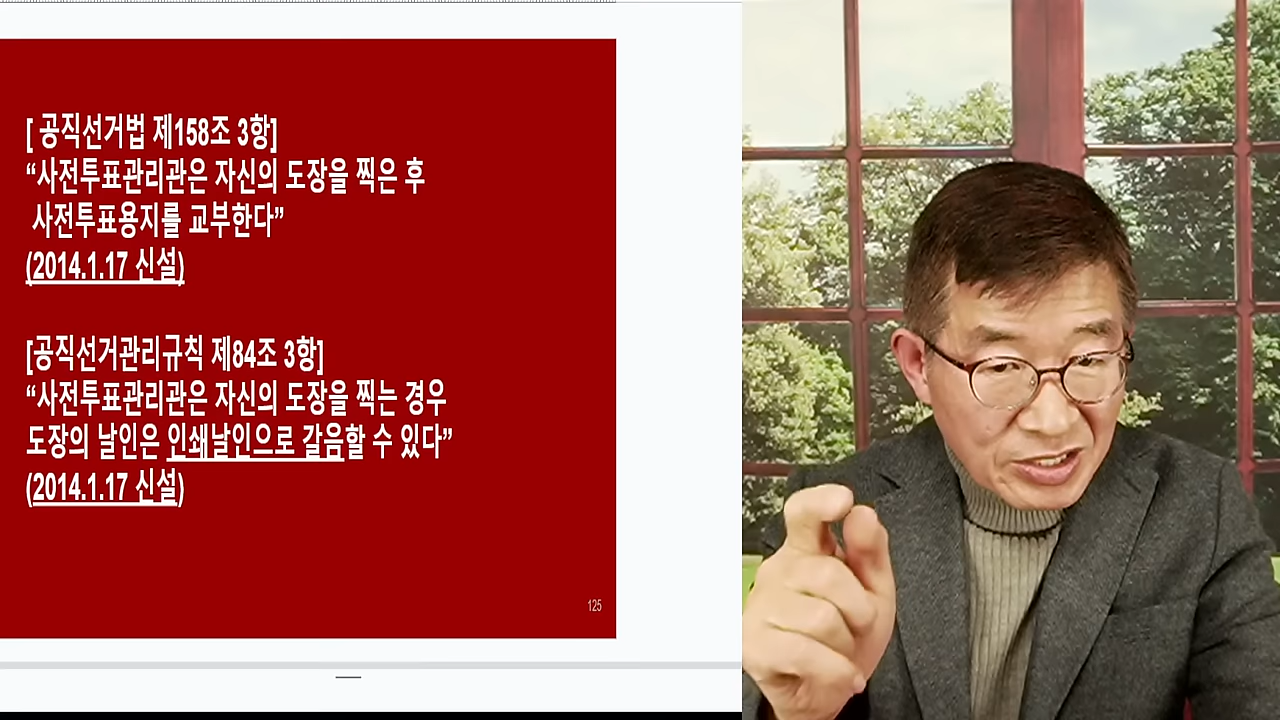 [ 공직선거법 제158조 3항]
“사전투표관리관은 자신의 도장을 찍은 후
사전투표용지를 교부한다”
(2014.1.17 신설)
[공직선거관리규칙 제84조 3항]
“사전투표관리관은 자신의 도장을 찍는 경우
도장의 날인은 인쇄날인으로 갈음할 수 있다”
(2014.1.17 신설)
125